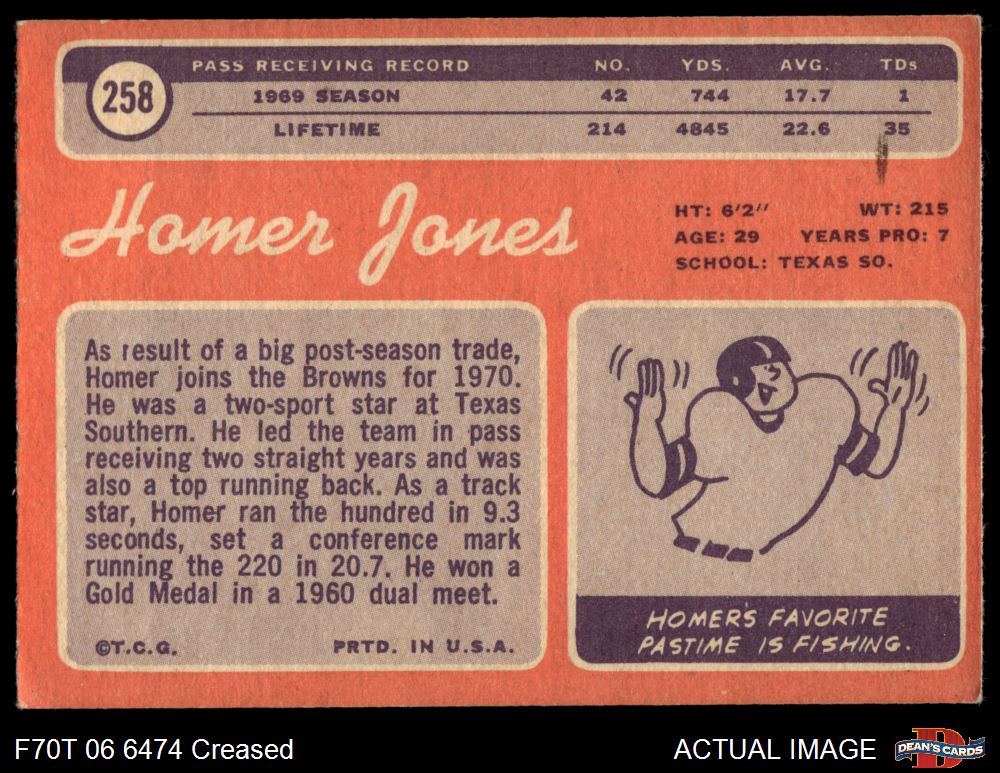 258
PASS RECEIVING RECORD NO. YDS. AVG. TDs
1969 SEASON 42 744 17.7 1
LIFETIME 214 4845 22.6 35
Homer Jones
HT: 6'2" WT: 215
AGE: 29 YEARS PRO: 7
SCHOOL: TEXAS SO.
As result of a big post-season trade,
Homer joins the Browns for 1970.
He was a two-sport star at Texas
Southern. He led the team in pass
receiving two straight years and was
also a top running back. As a track
star, Homer ran the hundred in 9.3
seconds, set a conference mark
running the 220 in 20.7. He won a
Gold Medal in a 1960 dual meet.
©T.C.G. PRTD. IN U.S.A.
HOMER'S FAVORITE
PASTIME IS FISHING.
F70T 06 6474 Creased
ACTUAL IMAGE
DEAN'S CARDS